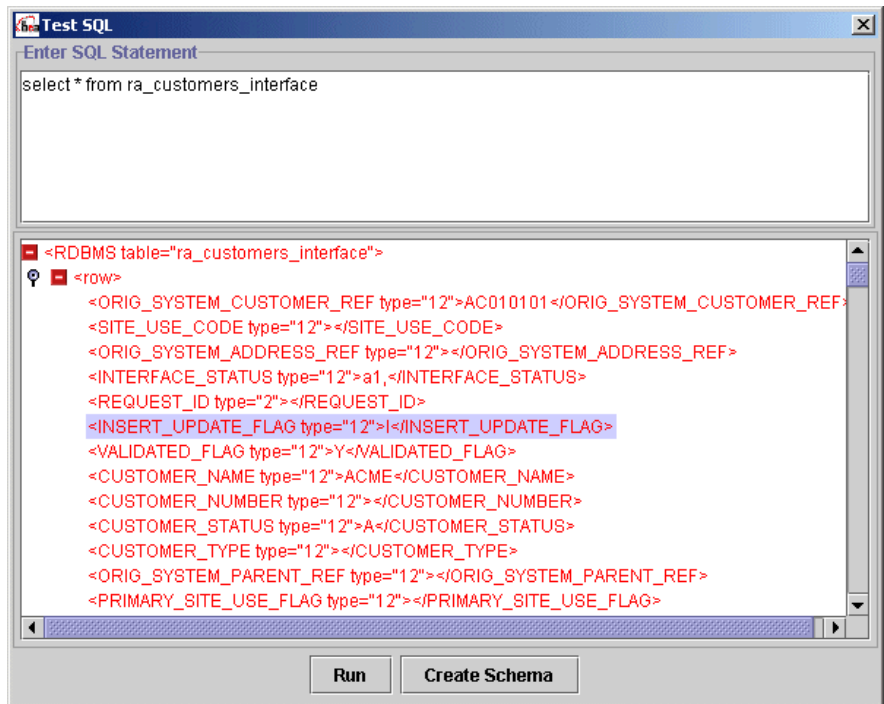 bea Test SQL
Enter SQL Statement
select * from ra_customers_interface
<RDBMS table="ra_customers_interface">
<row>
<ORIG_SYSTEM_CUSTOMER_REF type="12">AC010101</ORIG_SYSTEM_CUSTOMER_REF>
<SITE_USE_CODE type="12"></SITE_USE_CODE>
<ORIG_SYSTEM_ADDRESS_REF type="12"></ORIG_SYSTEM_ADDRESS_REF>
<INTERFACE_STATUS type="12">a1,</INTERFACE_STATUS>
<REQUEST_ID type="2"></REQUEST_ID>
<INSERT_UPDATE_FLAG type="12">I</INSERT_UPDATE_FLAG>
<VALIDATED_FLAG type="12">Y</VALIDATED_FLAG>
<CUSTOMER_NAME type="12">ACME</CUSTOMER_NAME>
<CUSTOMER_NUMBER type="12"></CUSTOMER_NUMBER>
<CUSTOMER_STATUS type="12">A</CUSTOMER_STATUS>
<CUSTOMER_TYPE type="12"></CUSTOMER_TYPE>
<ORIG_SYSTEM_PARENT_REF type="12"></ORIG_SYSTEM_PARENT_REF>
<PRIMARY_SITE_USE_FLAG type="12"></PRIMARY_SITE_USE_FLAG>
Run Create Schema